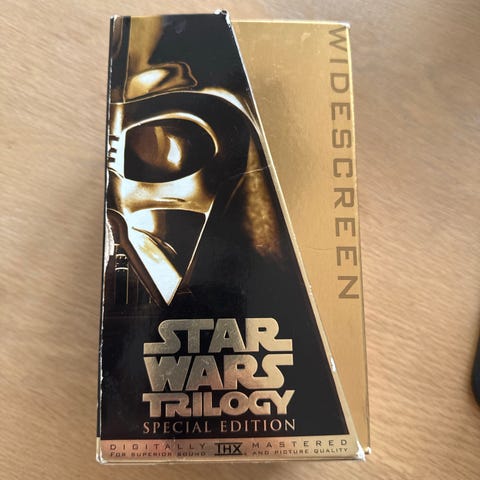 WIDESCREEN
STAR
WARS
TRILOGY
SPECIAL EDITION
DIGITALLY THX MASTERED
FOR SUPERIOR SOUND AND PICTURE QUALITY